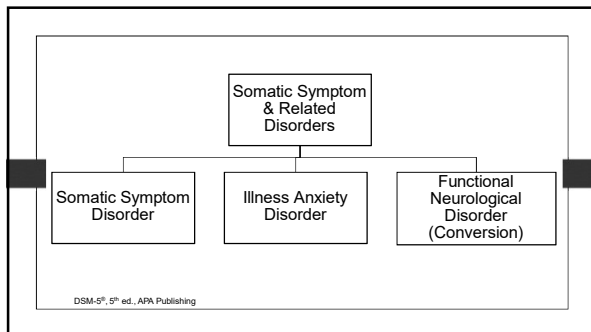 Somatic Symptom
& Related
Disorders
Somatic Symptom
Disorder
Illness Anxiety
Disorder
Functional
Neurological
Disorder
(Conversion)
DSM-5®, 5th ed., APA Publishing